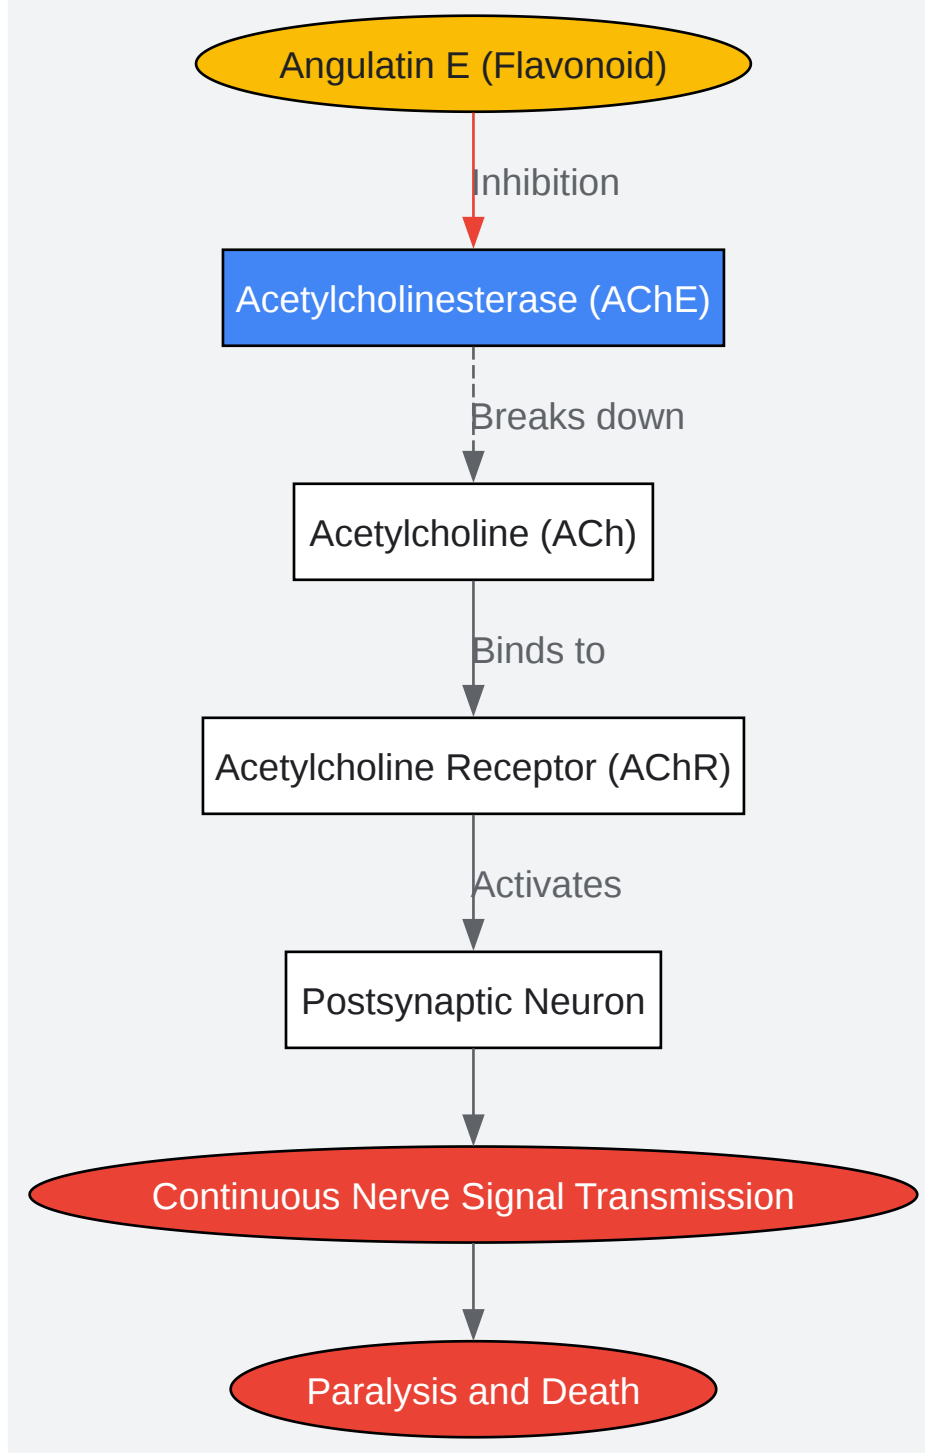 Angulatin E (Flavonoid)
Inhibition
Acetylcholinesterase (AChE)
Breaks down
Acetylcholine (ACh)
Binds to
Acetylcholine Receptor (AChR)
Activates
Postsynaptic Neuron
Continuous Nerve Signal Transmission
Paralysis and Death